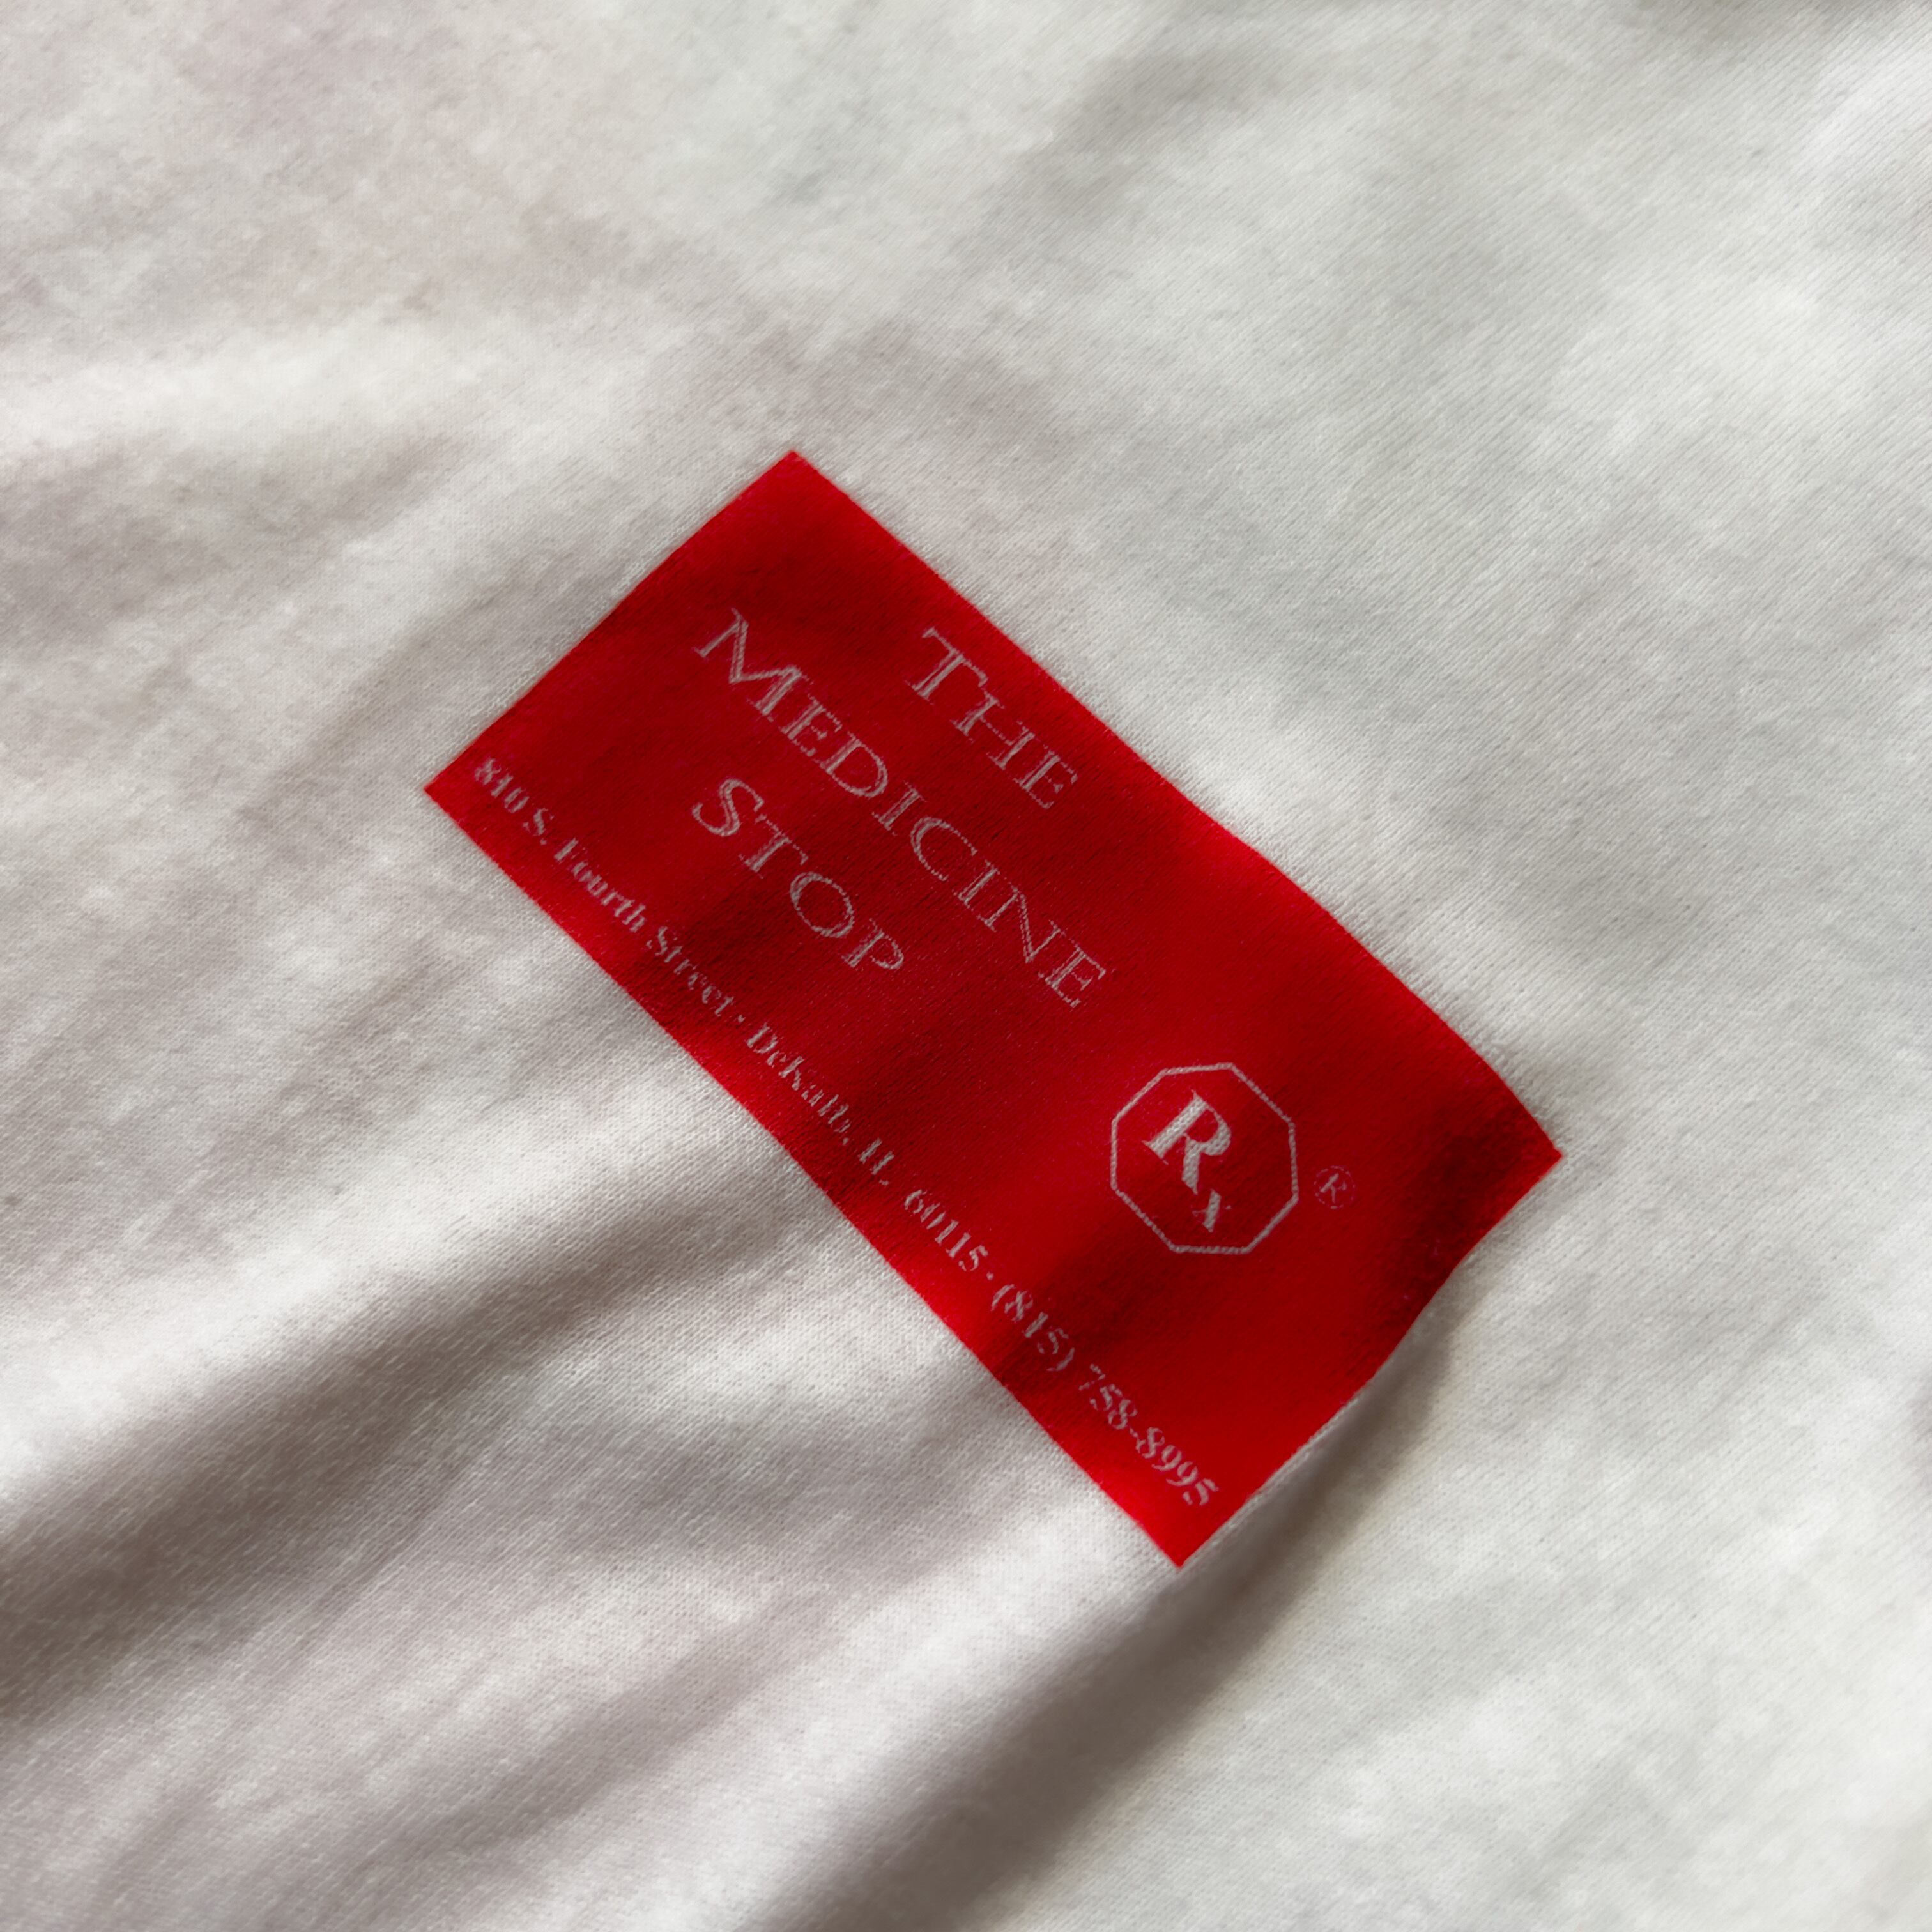 THE
MEDICINE
STOP
Rx
®
810 S. Fourth Street · DeKalb, IL 60115 · (815) 758-8995